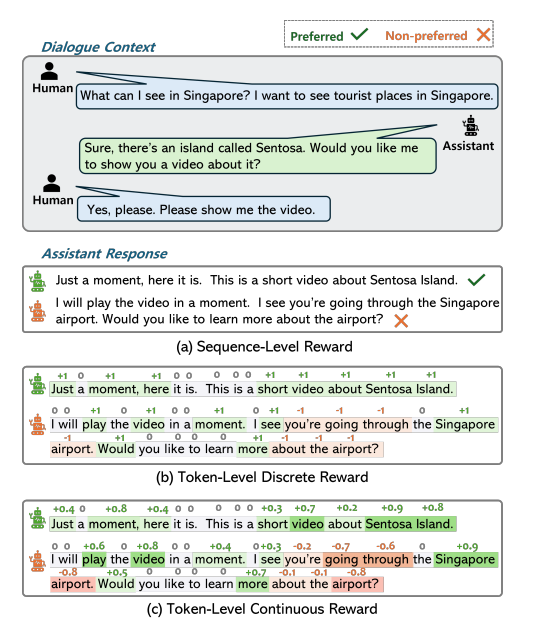 Preferred ✓ Non-preferred ✕
Dialogue Context
Human
What can I see in Singapore? I want to see tourist places in Singapore.
Assistant
Sure, there's an island called Sentosa. Would you like me
to show you a video about it?
Human
Yes, please. Please show me the video.
Assistant Response
Just a moment, here it is. This is a short video about Sentosa Island. ✓
I will play the video in a moment. I see you're going through the Singapore
airport. Would you like to learn more about the airport? ✕
(a) Sequence-Level Reward
+1 0 +1 +1 0 0 0 0 0 +1 +1 +1 +1 +1
Just a moment, here it is. This is a short video about Sentosa Island.
0 0 +1 0 +1 0 0 +1 0 +1 -1 -1 -1 0 +1
I will play the video in a moment. I see you're going through the Singapore
-1 +1 0 0 0 0 +1 -1 -1 -1
airport. Would you like to learn more about the airport?
(b) Token-Level Discrete Reward
+0.4 0 +0.8 +0.4 0 0 0 0 0 +0.3 +0.7 +0.2 +0.9 +0.8
Just a moment, here it is. This is a short video about Sentosa Island.
0 0 +0.6 0 +0.8 0 0 +0.4 0 +0.3 -0.2 -0.7 -0.6 0 +0.9
I will play the video in a moment. I see you're going through the Singapore
-0.8 +0.5 0 0 0 0 +0.7 -0.1 -0.1 -0.8
airport. Would you like to learn more about the airport?
(c) Token-Level Continuous Reward